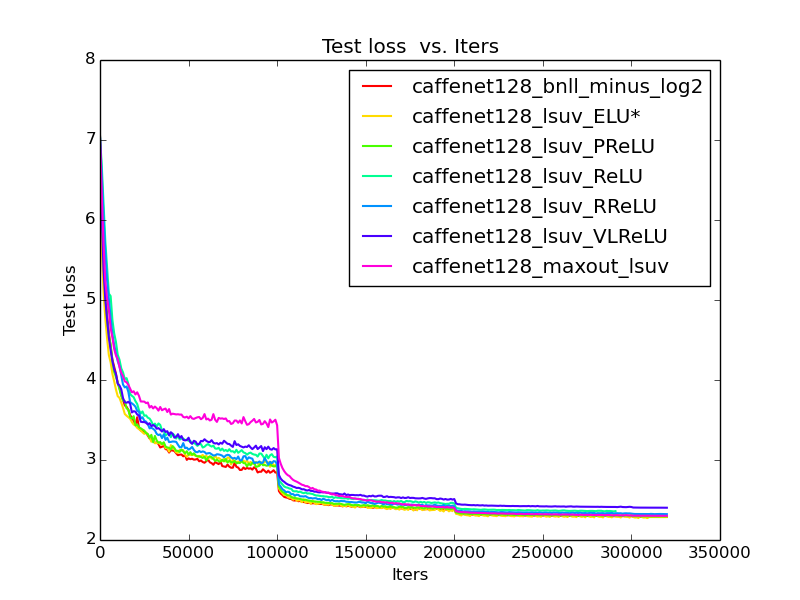 Test loss vs. Iters
8
7
6
5
4
3
2
Test loss
caffenet128_bnll_minus_log2
caffenet128_lsuv_ELU*
caffenet128_lsuv_PReLU
caffenet128_lsuv_ReLU
caffenet128_lsuv_RReLU
caffenet128_lsuv_VLReLU
caffenet128_maxout_lsuv
0 50000 100000 150000 200000 250000 300000 350000
Iters